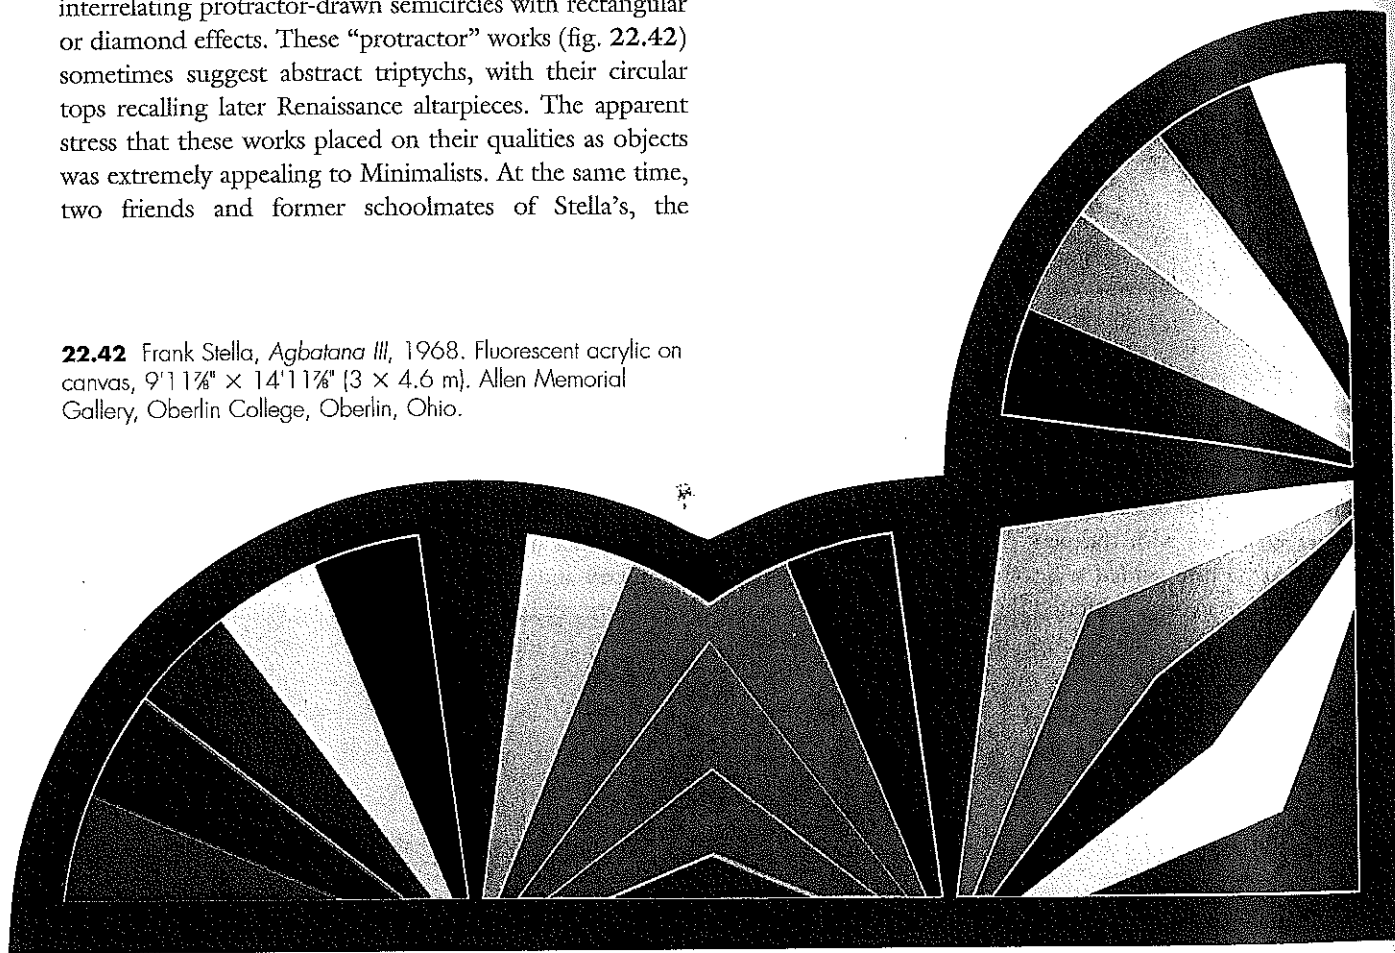 interrelating protractor-drawn semicircles with rectangular
or diamond effects. These “protractor” works (fig. 22.42)
sometimes suggest abstract triptychs, with their circular
tops recalling later Renaissance altarpieces. The apparent
stress that these works placed on their qualities as objects
was extremely appealing to Minimalists. At the same time,
two friends and former schoolmates of Stella’s, the
22.42 Frank Stella, Agbatana III, 1968. Fluorescent acrylic on
canvas, 9'11⅞" × 14'11⅞" (3 × 4.6 m). Allen Memorial
Gallery, Oberlin College, Oberlin, Ohio.